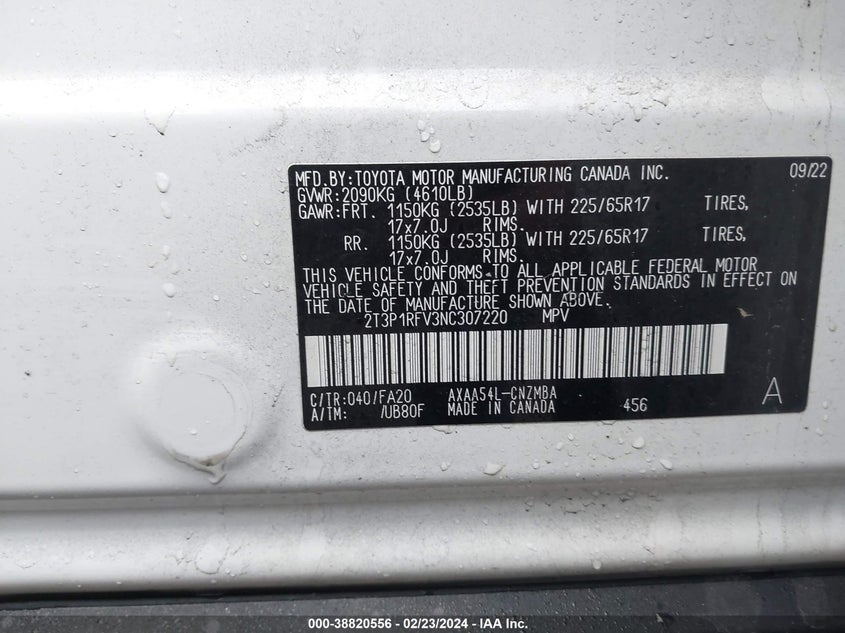 MFD.BY:TOYOTA MOTOR MANUFACTURING CANADA INC. 09/22
GVWR:2090KG (4610LB)
GAWR:FRT. 1150KG (2535LB) WITH 225/65R17 TIRES,
17x7.0J RIMS.
RR. 1150KG (2535LB) WITH 225/65R17 TIRES,
17x7.0J RIMS.
THIS VEHICLE CONFORMS TO ALL APPLICABLE FEDERAL MOTOR
VEHICLE SAFETY AND THEFT PREVENTION STANDARDS IN EFFECT ON
THE DATE OF MANUFACTURE SHOWN ABOVE.
2T3P1RFV3NC307220 MPV
C/TR:040/FA20 AXAA54L-CNZMBA A
A/TM: /UB80F MADE IN CANADA 456
000-38820556 - 02/23/2024 - IAA Inc.